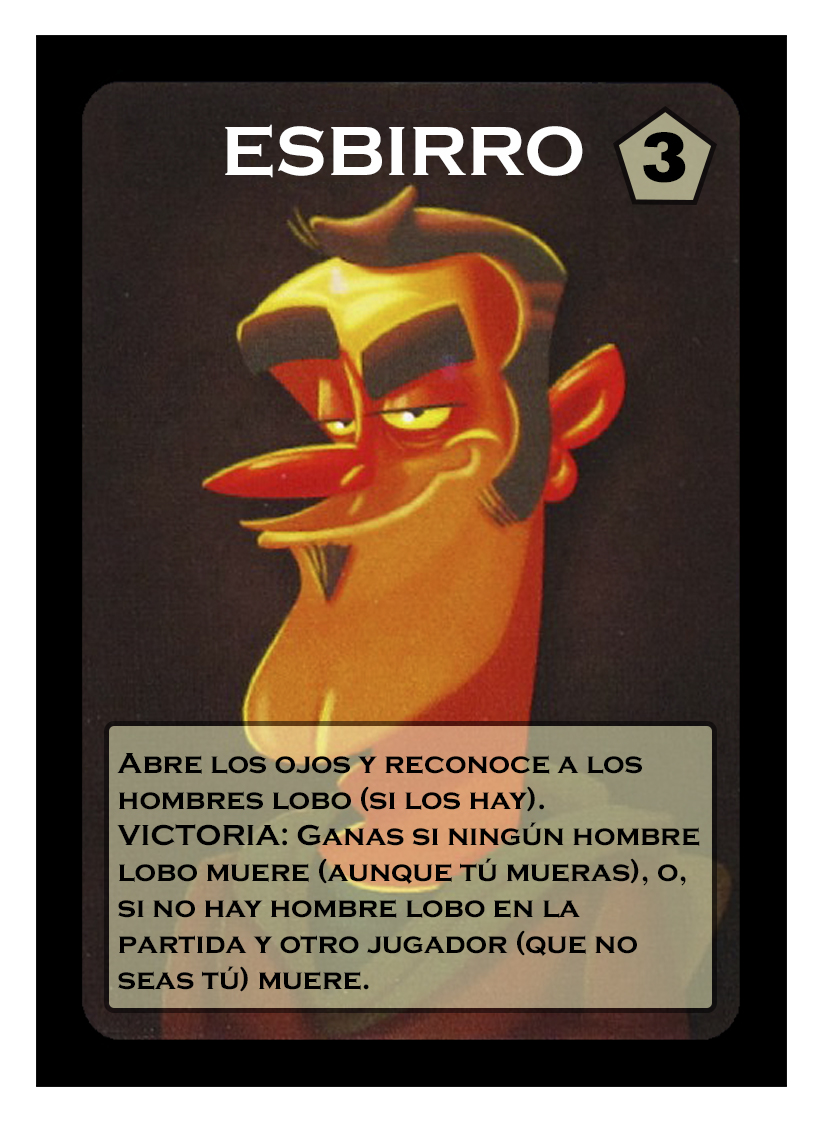 ESBIRRO
3
ABRE LOS OJOS Y RECONOCE A LOS
HOMBRES LOBO (SI LOS HAY).
VICTORIA: GANAS SI NINGÚN HOMBRE
LOBO MUERE (AUNQUE TÚ MUERAS), O,
SI NO HAY HOMBRE LOBO EN LA
PARTIDA Y OTRO JUGADOR (QUE NO
SEAS TÚ) MUERE.